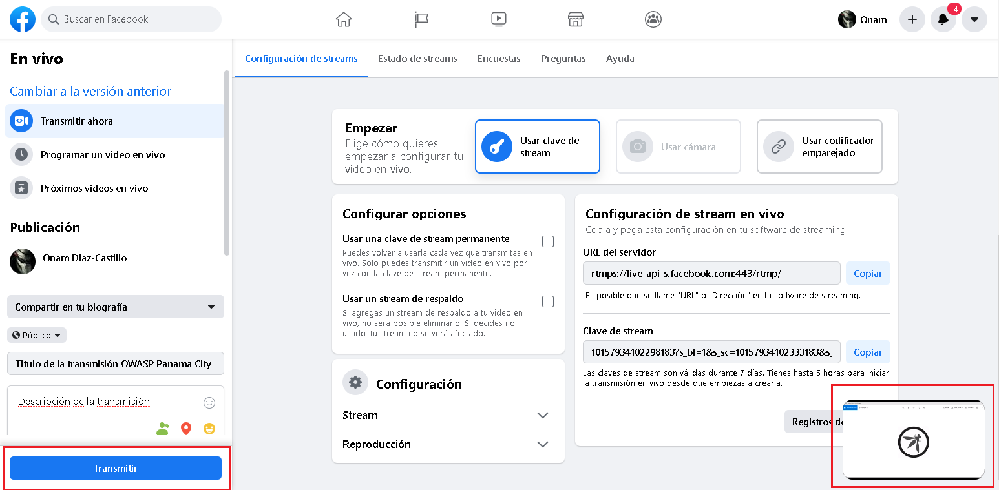 Buscar en Facebook
Onam
14
En vivo
Cambiar a la versión anterior
Transmitir ahora
Programar un video en vivo
Próximos videos en vivo
Publicación
Onam Diaz-Castillo
Compartir en tu biografía
Público
Titulo de la transmisión OWASP Panama City
Descripción de la transmisión
Transmitir
Configuración de streams
Estado de streams
Encuestas
Preguntas
Ayuda
Empezar
Elige cómo quieres
empezar a configurar tu
video en vivo.
Usar clave de
stream
Usar cámara
Usar codificador
emparejado
Configurar opciones
Usar una clave de stream permanente
Puedes volver a usarla cada vez que transmitas en
vivo. Solo puedes transmitir un video en vivo por
vez con la clave de stream permanente.
Usar un stream de respaldo
Si agregas un stream de respaldo a tu video en
vivo, no será posible eliminarlo. Si decides no
usarlo, tu stream no se verá afectado.
Configuración
Stream
Reproducción
Configuración de stream en vivo
Copia y pega esta configuración en tu software de streaming.
URL del servidor
rtmps://live-api-s.facebook.com:443/rtmp/
Copiar
Es posible que se llame "URL" o "Dirección" en tu software de streaming.
Clave de stream
10157934102298183?s_bl=1&s_sc=10157934102333183&s_
Copiar
Las claves de stream son válidas durante 7 días. Tienes hasta 5 horas para iniciar
la transmisión en vivo desde que empiezas a crearla.
Registros de